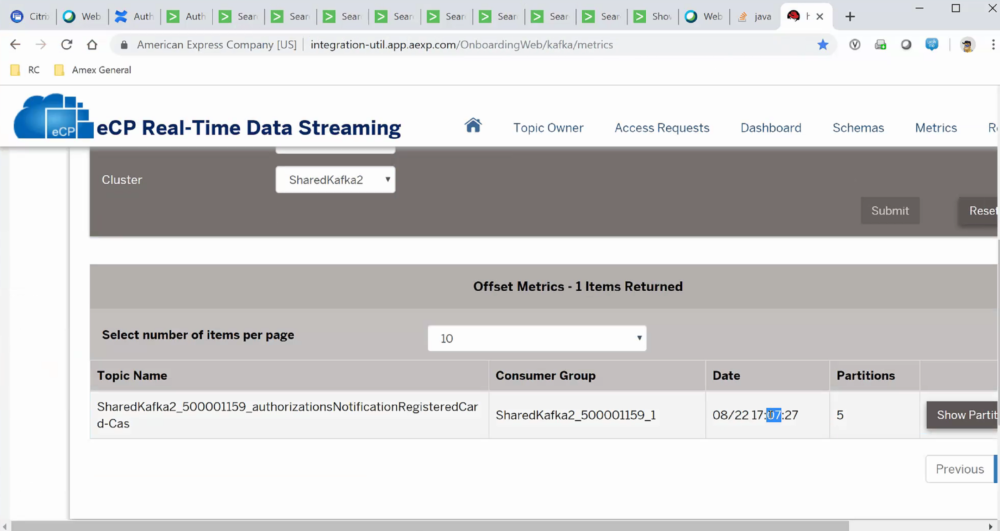 Citri Web Auth Auth Sear Sear Sear Sear Sear Sear Sear Sear Show Web java h
American Express Company [US] integration-util.app.aexp.com/OnboardingWeb/kafka/metrics
RC Amex General
eCP eCP Real-Time Data Streaming Topic Owner Access Requests Dashboard Schemas Metrics
Cluster SharedKafka2
Submit Reset
Offset Metrics - 1 Items Returned
Select number of items per page 10
Topic Name Consumer Group Date Partitions
SharedKafka2_500001159_authorizationsNotificationRegisteredCar
d-Cas
SharedKafka2_500001159_1 08/22 17:07:27 5 Show Partit
Previous